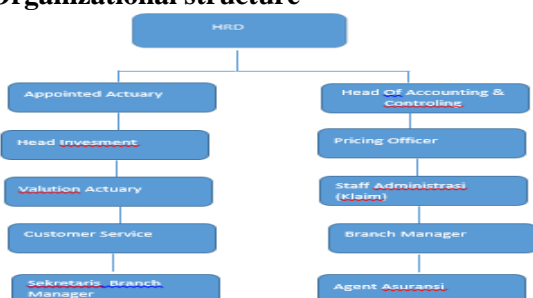 Organizational structure
HRD
Appointed Actuary
Head Of Accounting &
Controling
Head Invesment
Pricing Officer
Valution Actuary
Staff Administrasi
(Klaim)
Customer Service
Branch Manager
Sekretaris Branch
Manager
Agent Asuransi